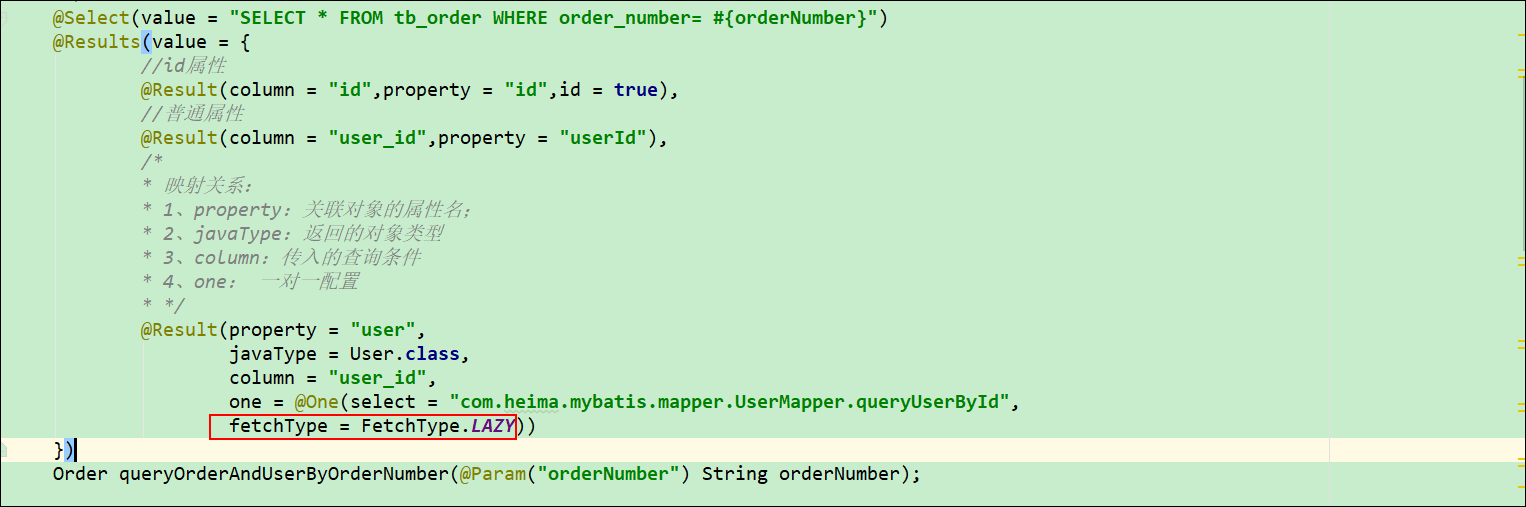 @Select(value = "SELECT * FROM tb_order WHERE order_number= #{orderNumber}")
@Results(value = {
//id属性
@Result(column = "id",property = "id",id = true),
//普通属性
@Result(column = "user_id",property = "userId"),
/*
* 映射关系：
* 1、property：关联对象的属性名；
* 2、javaType：返回的对象类型
* 3、column：传入的查询条件
* 4、one： 一对一配置
* */
@Result(property = "user",
javaType = User.class,
column = "user_id",
one = @One(select = "com.heima.mybatis.mapper.UserMapper.queryUserById",
fetchType = FetchType.LAZY))
})
Order queryOrderAndUserByOrderNumber(@Param("orderNumber") String orderNumber);